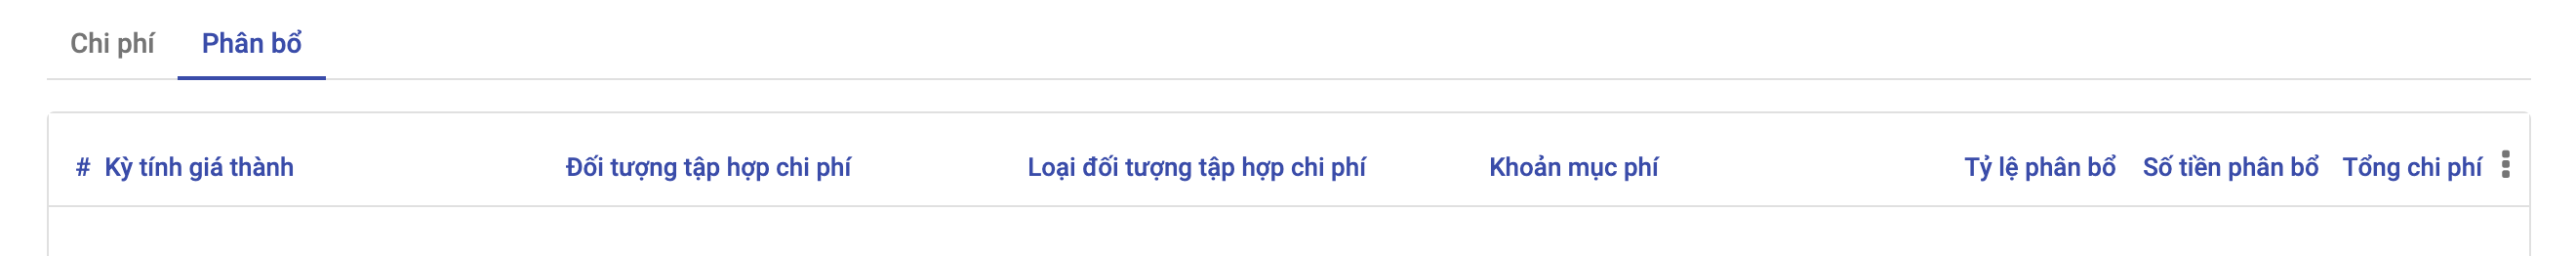 Chi phí Phân bổ
# Kỳ tính giá thành Đối tượng tập hợp chi phí Loại đối tượng tập hợp chi phí Khoản mục phí Tỷ lệ phân bổ Số tiền phân bổ Tổng chi phí